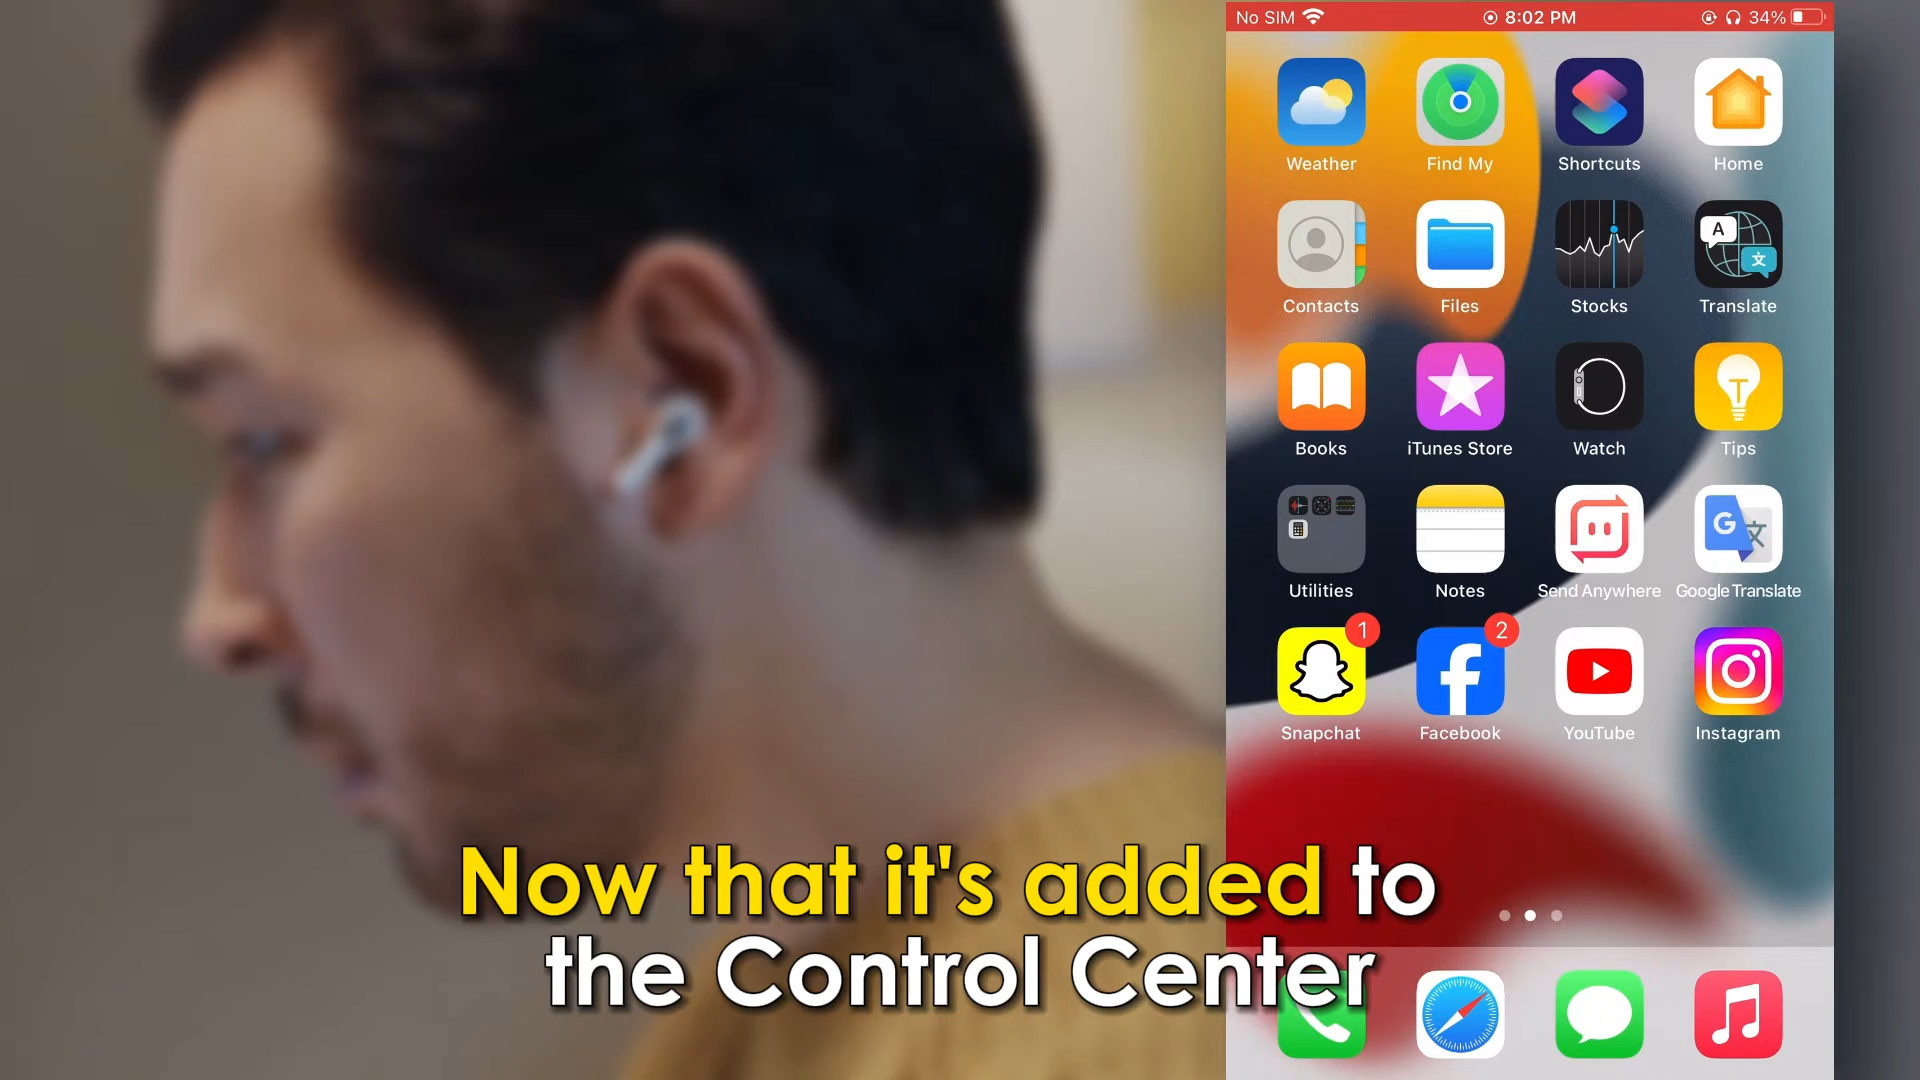 No SIM 8:02 PM 34%
Weather Find My Shortcuts Home
A
文
Contacts Files Stocks Translate
T
Books iTunes Store Watch Tips
G 文
Utilities Notes Send Anywhere Google Translate
1 2
Snapchat Facebook YouTube Instagram
Now that it's added to
the Control Center